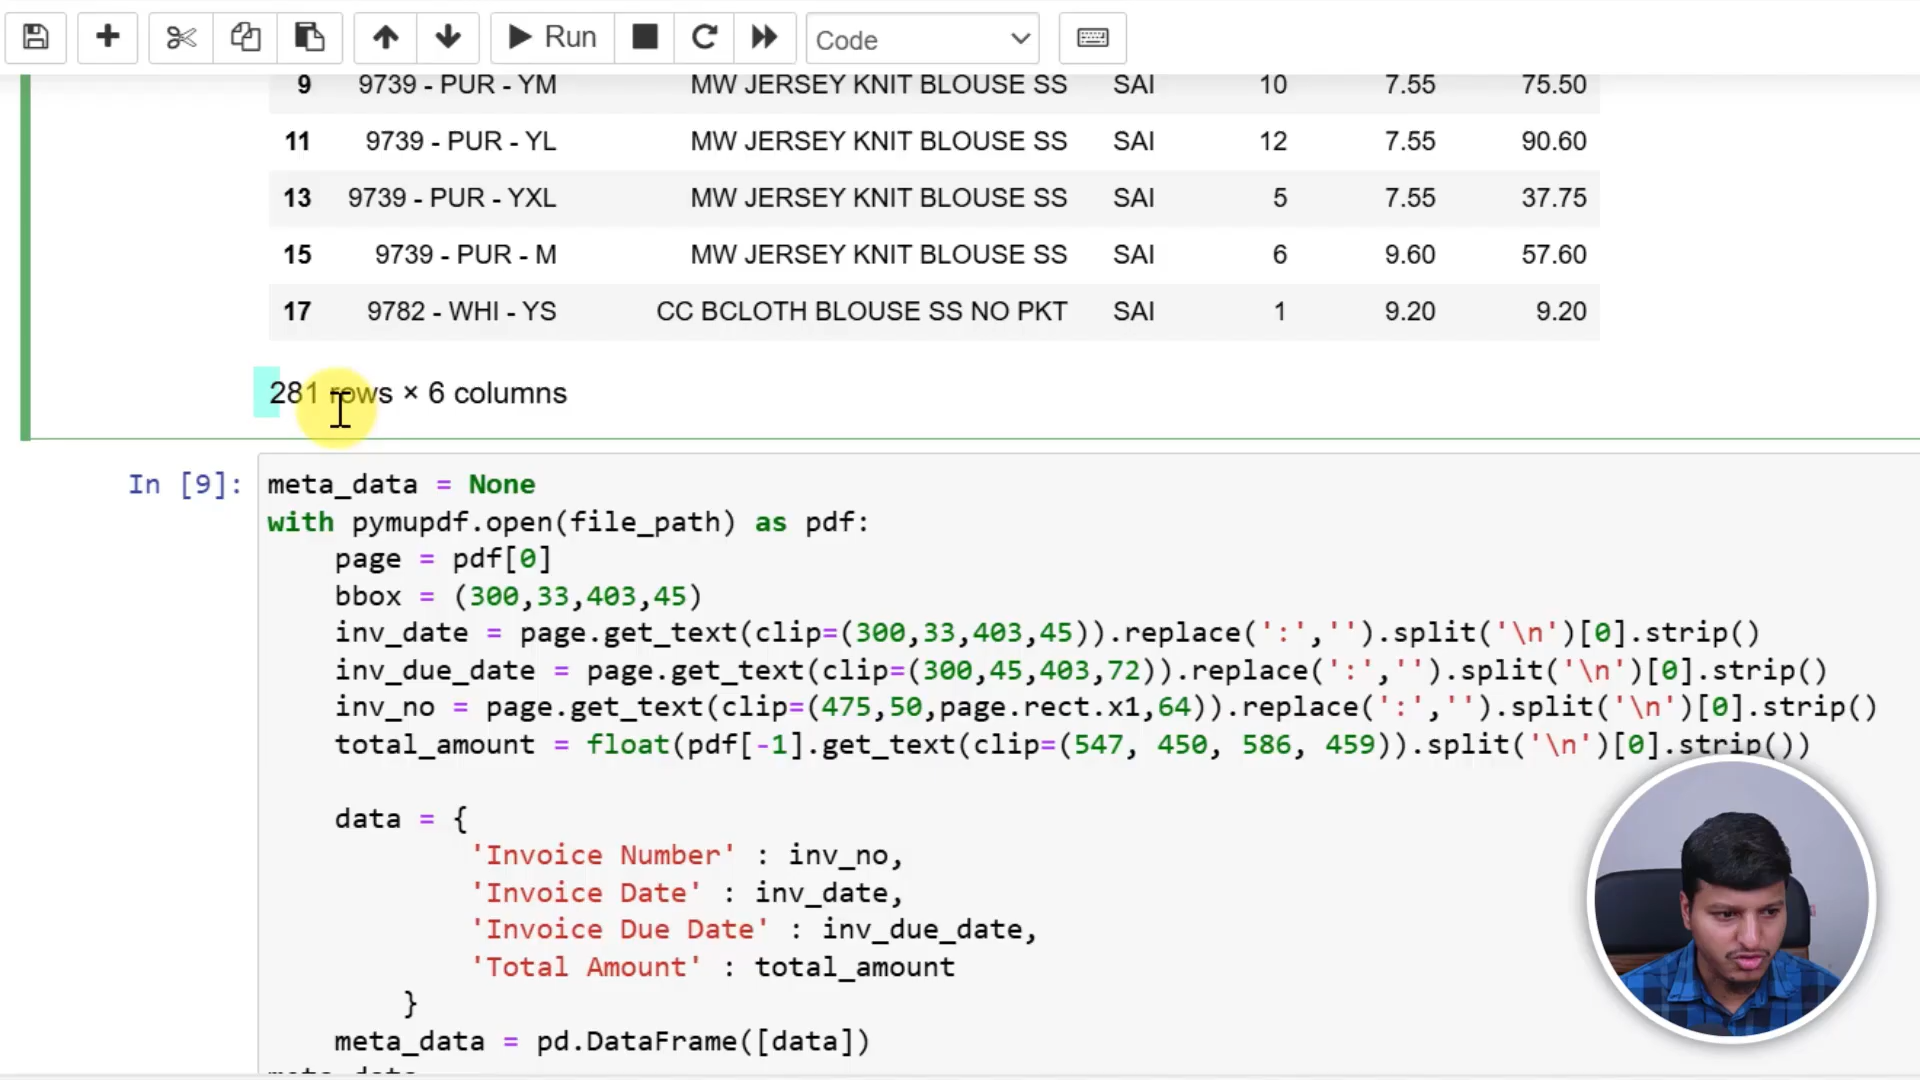 Run
Code
9 9739 - PUR - YM MW JERSEY KNIT BLOUSE SS SAI 10 7.55 75.50
11 9739 - PUR - YL MW JERSEY KNIT BLOUSE SS SAI 12 7.55 90.60
13 9739 - PUR - YXL MW JERSEY KNIT BLOUSE SS SAI 5 7.55 37.75
15 9739 - PUR - M MW JERSEY KNIT BLOUSE SS SAI 6 9.60 57.60
17 9782 - WHI - YS CC BCLOTH BLOUSE SS NO PKT SAI 1 9.20 9.20
281 rows × 6 columns
In [9]: meta_data = None
with pymupdf.open(file_path) as pdf:
page = pdf[0]
bbox = (300,33,403,45)
inv_date = page.get_text(clip=(300,33,403,45)).replace(':','').split('\n')[0].strip()
inv_due_date = page.get_text(clip=(300,45,403,72)).replace(':','').split('\n')[0].strip()
inv_no = page.get_text(clip=(475,50,page.rect.x1,64)).replace(':','').split('\n')[0].strip()
total_amount = float(pdf[-1].get_text(clip=(547, 450, 586, 459)).split('\n')[0].strip())
data = {
'Invoice Number' : inv_no,
'Invoice Date' : inv_date,
'Invoice Due Date' : inv_due_date,
'Total Amount' : total_amount
}
meta_data = pd.DataFrame([data])